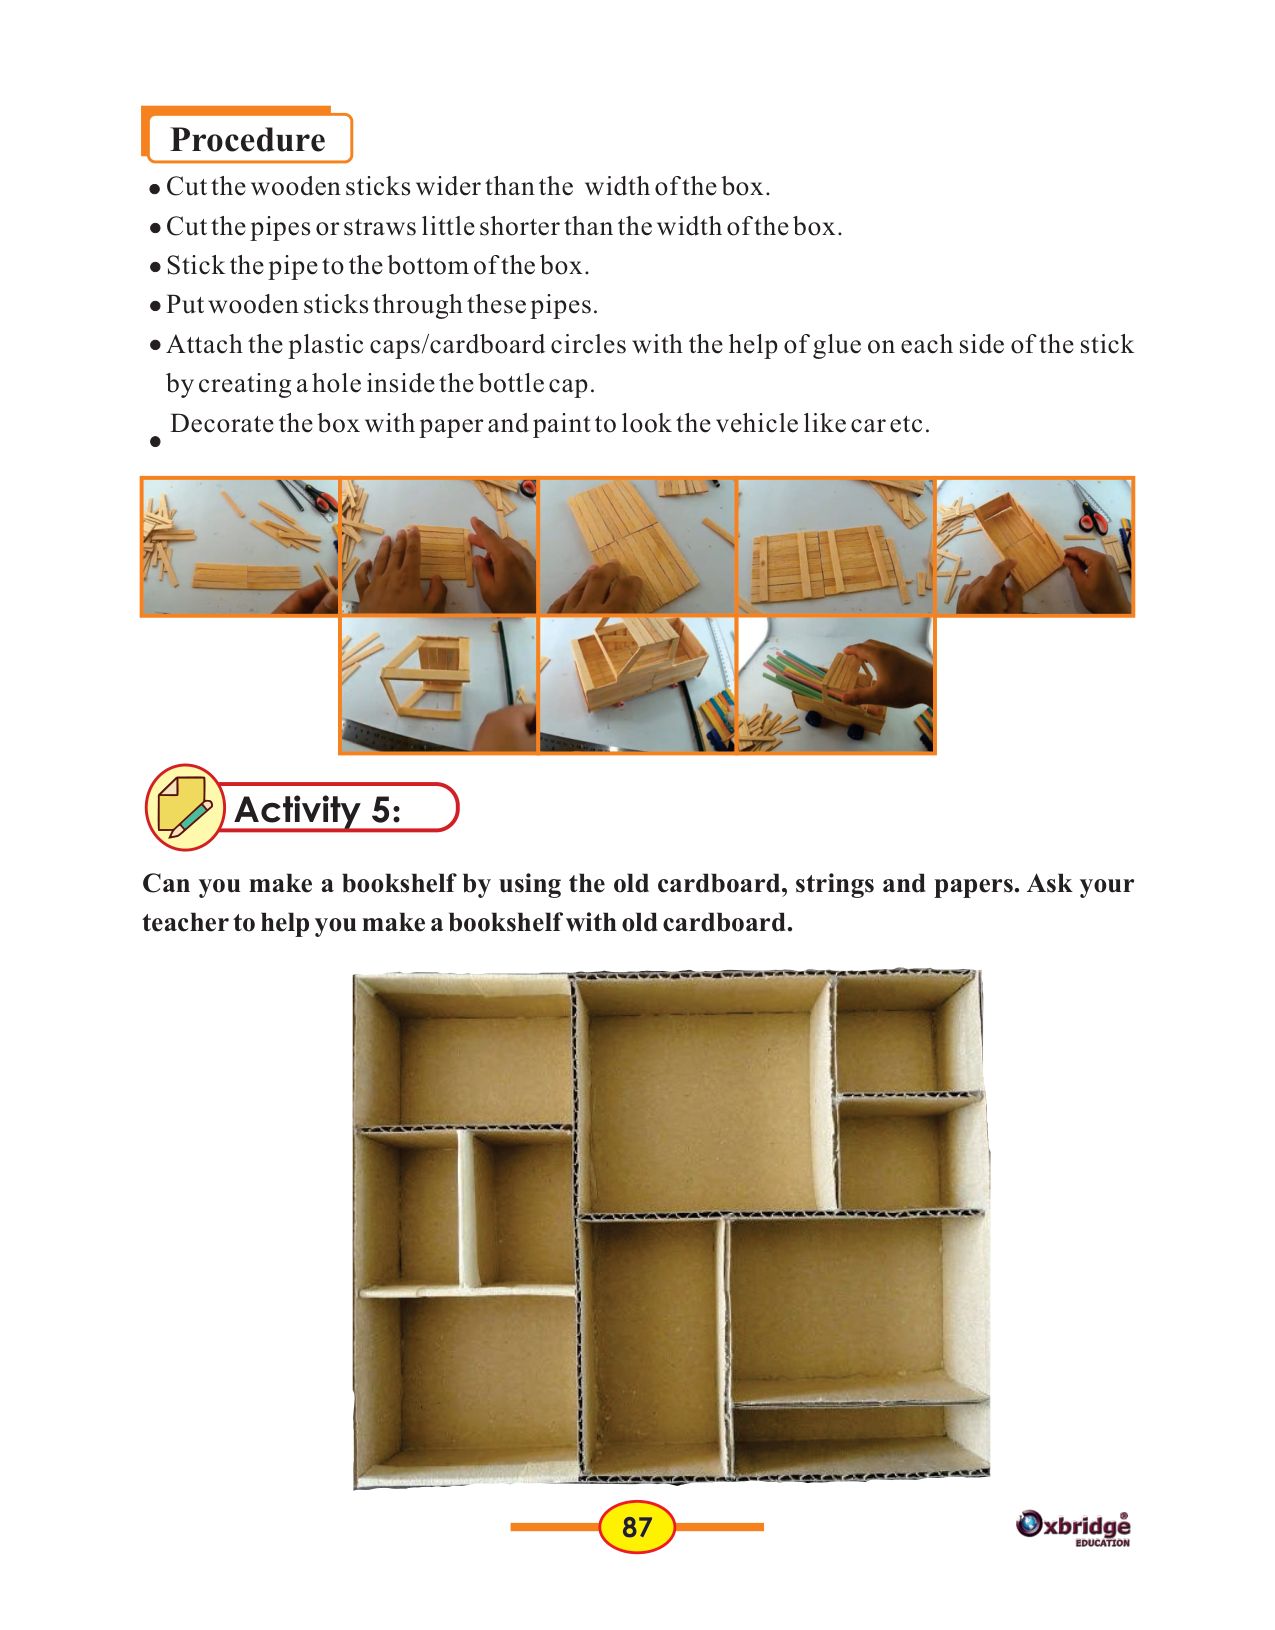 Procedure
● Cut the wooden sticks wider than the width of the box.
● Cut the pipes or straws little shorter than the width of the box.
● Stick the pipe to the bottom of the box.
● Put wooden sticks through these pipes.
● Attach the plastic caps/cardboard circles with the help of glue on each side of the stick
by creating a hole inside the bottle cap.
● Decorate the box with paper and paint to look the vehicle like car etc.
Activity 5:
Can you make a bookshelf by using the old cardboard, strings and papers. Ask your
teacher to help you make a bookshelf with old cardboard.
87
Oxbridge®
EDUCATION